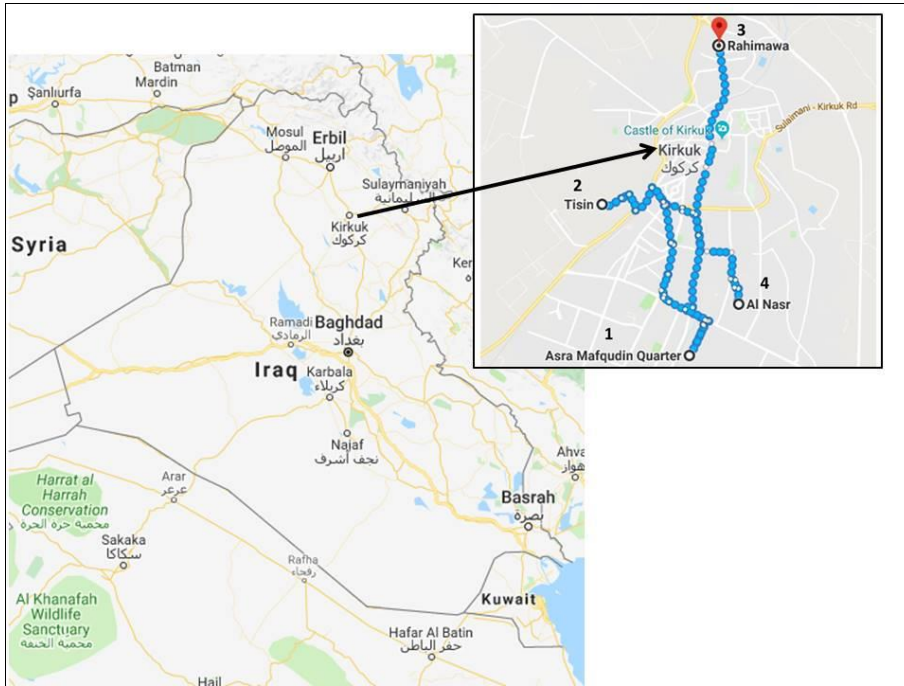 Batman
Mardin
Şanlıurfa
p
Mosul
الموصل
Erbil
أربيل
Sulaymaniyah
السليمانية
Kirkuk
كركوك
Syria
Ker
Ramadi
الرمادي
Baghdad
بغداد
Iraq
Karbala
كربلاء
Najaf
نجف أشرف
Arar
عرعر
Harrat al
Harrah
Conservation
محمية حرة الحرة
Sakaka
سكاكا
Ahva
اهواز
Basrah
بصرة
Rafha
رفحاء
Al Khanafah
Wildlife
Sanctuary
محمية الخنفة
Kuwait
Hafar Al Batin
حفر الباطن
Hail
3
Rahimawa
Sulaimani - Kirkuk Rd
Castle of Kirkuk
Kirkuk
كركوك
2
Tisin
4
Al Nasr
1
Asra Mafqudin Quarter